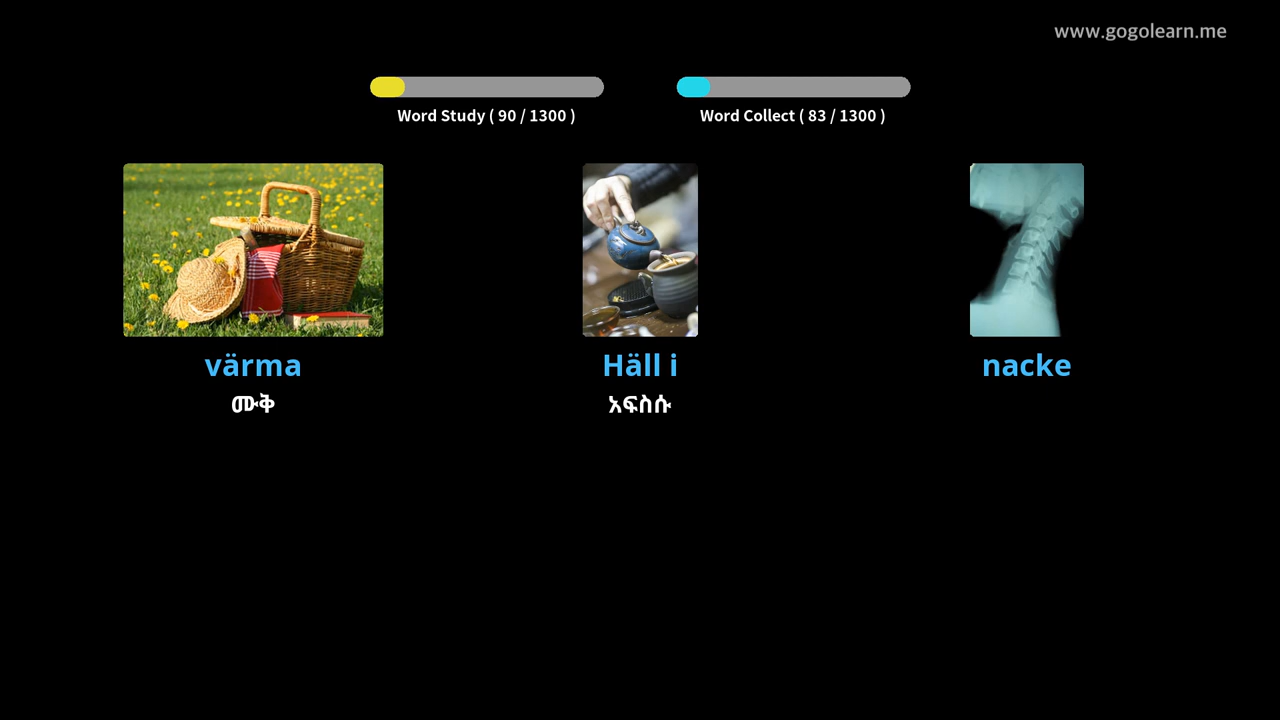 www.gogolearn.me
Word Study ( 90 / 1300 )
Word Collect ( 83 / 1300 )
värma
Häll i
nacke
ሙቅ
አፍስሱ